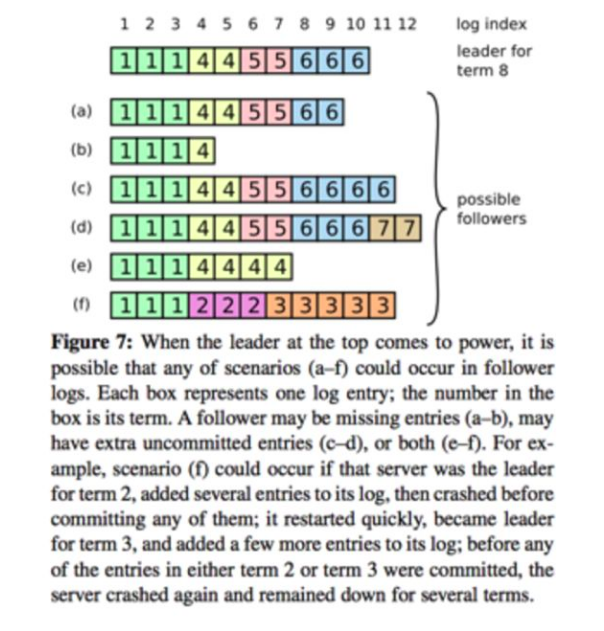 1 2 3 4 5 6 7 8 9 10 11 12 log index
1 1 1 4 4 5 5 6 6 6 leader for
term 8
(a) 1 1 1 4 4 5 5 6 6
(b) 1 1 1 4
(c) 1 1 1 4 4 5 5 6 6 6 6
(d) 1 1 1 4 4 5 5 6 6 6 7 7
possible
followers
(e) 1 1 1 4 4 4 4
(f) 1 1 1 2 2 2 3 3 3 3 3
Figure 7: When the leader at the top comes to power, it is
possible that any of scenarios (a–f) could occur in follower
logs. Each box represents one log entry; the number in the
box is its term. A follower may be missing entries (a–b), may
have extra uncommitted entries (c–d), or both (e–f). For ex-
ample, scenario (f) could occur if that server was the leader
for term 2, added several entries to its log, then crashed before
committing any of them; it restarted quickly, became leader
for term 3, and added a few more entries to its log; before any
of the entries in either term 2 or term 3 were committed, the
server crashed again and remained down for several terms.